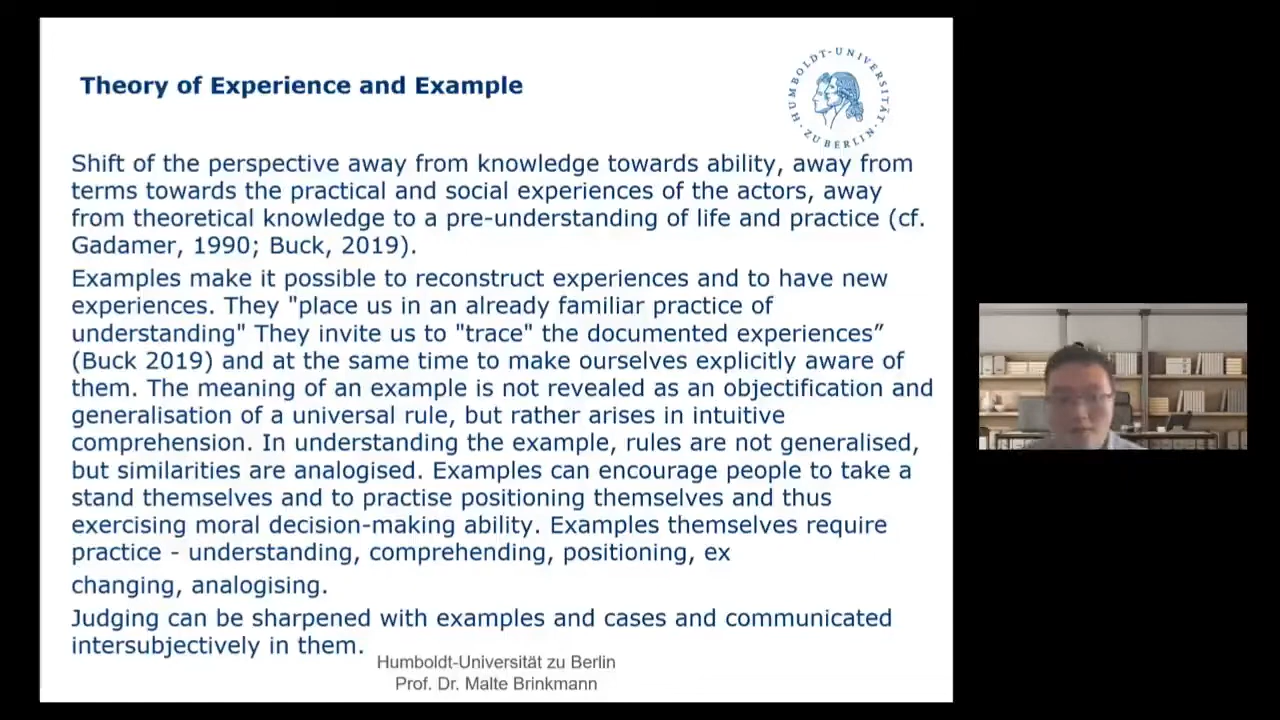 Theory of Experience and Example
HUMBOLDT-UNIVERSITÄT ZU BERLIN
Shift of the perspective away from knowledge towards ability, away from
terms towards the practical and social experiences of the actors, away
from theoretical knowledge to a pre-understanding of life and practice (cf.
Gadamer, 1990; Buck, 2019).
Examples make it possible to reconstruct experiences and to have new
experiences. They "place us in an already familiar practice of
understanding" They invite us to "trace" the documented experiences”
(Buck 2019) and at the same time to make ourselves explicitly aware of
them. The meaning of an example is not revealed as an objectification and
generalisation of a universal rule, but rather arises in intuitive
comprehension. In understanding the example, rules are not generalised,
but similarities are analogised. Examples can encourage people to take a
stand themselves and to practise positioning themselves and thus
exercising moral decision-making ability. Examples themselves require
practice - understanding, comprehending, positioning, ex
changing, analogising.
Judging can be sharpened with examples and cases and communicated
intersubjectively in them.
Humboldt-Universität zu Berlin
Prof. Dr. Malte Brinkmann